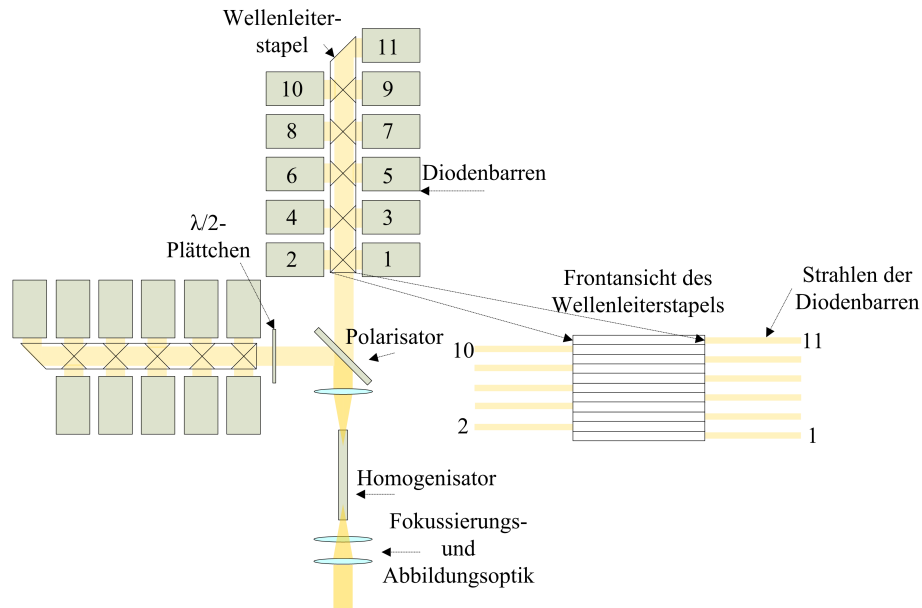 Wellenleiter-
stapel
11
10
9
8
7
6
5
Diodenbarren
4
3
2
1
λ/2-
Plättchen
Frontansicht des
Wellenleiterstapels
Strahlen der
Diodenbarren
Polarisator
11
10
2
1
Homogenisator
Fokussierungs-
und
Abbildungsoptik